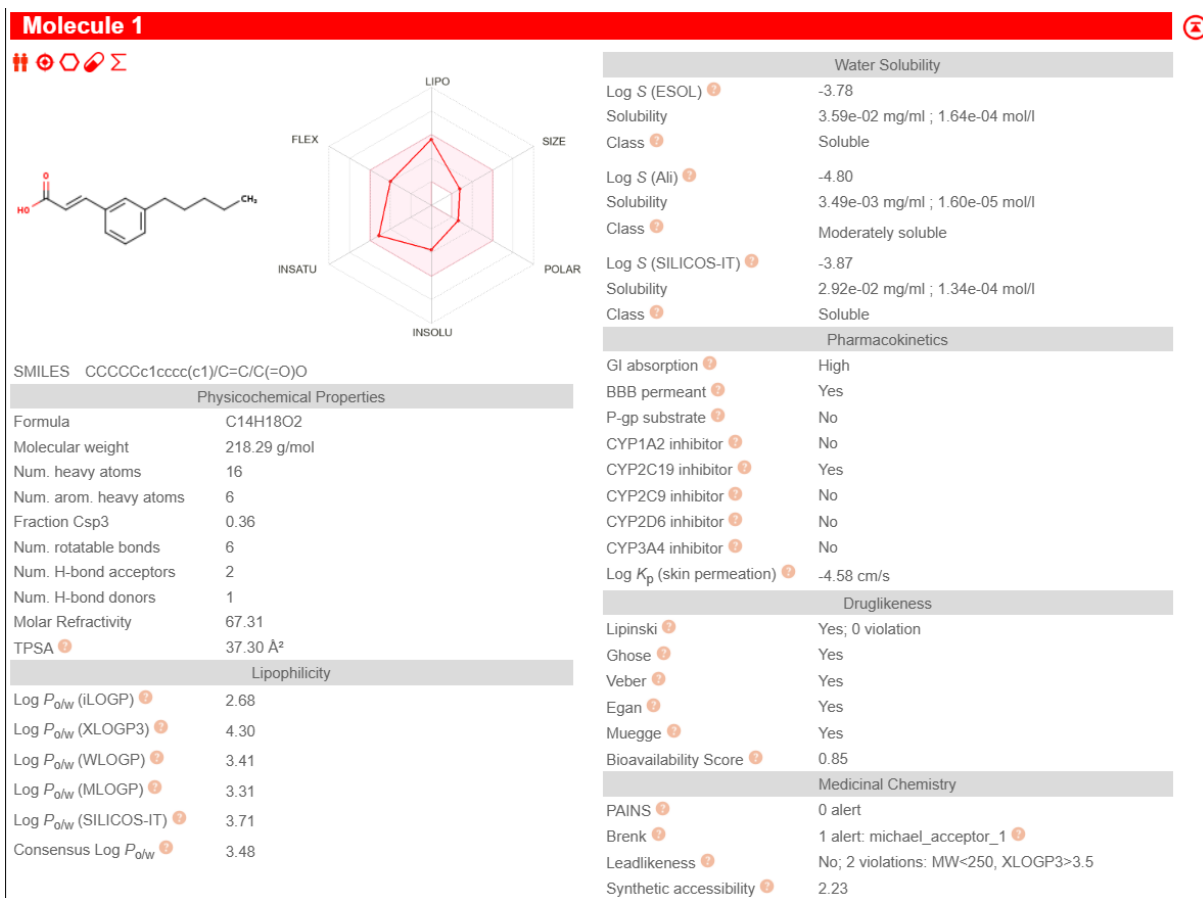 Molecule 1
LIPO
FLEX
SIZE
O
HO
CH₃
INSATU
POLAR
INSOLU
SMILES CCCCCc1cccc(c1)/C=C/C(=O)O
Physicochemical Properties
Formula C14H18O2
Molecular weight 218.29 g/mol
Num. heavy atoms 16
Num. arom. heavy atoms 6
Fraction Csp3 0.36
Num. rotatable bonds 6
Num. H-bond acceptors 2
Num. H-bond donors 1
Molar Refractivity 67.31
TPSA ? 37.30 Å²
Lipophilicity
Log Po/w (iLOGP) ? 2.68
Log Po/w (XLOGP3) ? 4.30
Log Po/w (WLOGP) ? 3.41
Log Po/w (MLOGP) ? 3.31
Log Po/w (SILICOS-IT) ? 3.71
Consensus Log Po/w ? 3.48
Water Solubility
Log S (ESOL) ? -3.78
Solubility 3.59e-02 mg/ml ; 1.64e-04 mol/l
Class ? Soluble
Log S (Ali) ? -4.80
Solubility 3.49e-03 mg/ml ; 1.60e-05 mol/l
Class ? Moderately soluble
Log S (SILICOS-IT) ? -3.87
Solubility 2.92e-02 mg/ml ; 1.34e-04 mol/l
Class ? Soluble
Pharmacokinetics
GI absorption ? High
BBB permeant ? Yes
P-gp substrate ? No
CYP1A2 inhibitor ? No
CYP2C19 inhibitor ? Yes
CYP2C9 inhibitor ? No
CYP2D6 inhibitor ? No
CYP3A4 inhibitor ? No
Log Kp (skin permeation) ? -4.58 cm/s
Druglikeness
Lipinski ? Yes; 0 violation
Ghose ? Yes
Veber ? Yes
Egan ? Yes
Muegge ? Yes
Bioavailability Score ? 0.85
Medicinal Chemistry
PAINS ? 0 alert
Brenk ? 1 alert: michael_acceptor_1 ?
Leadlikeness ? No; 2 violations: MW<250, XLOGP3>3.5
Synthetic accessibility ? 2.23